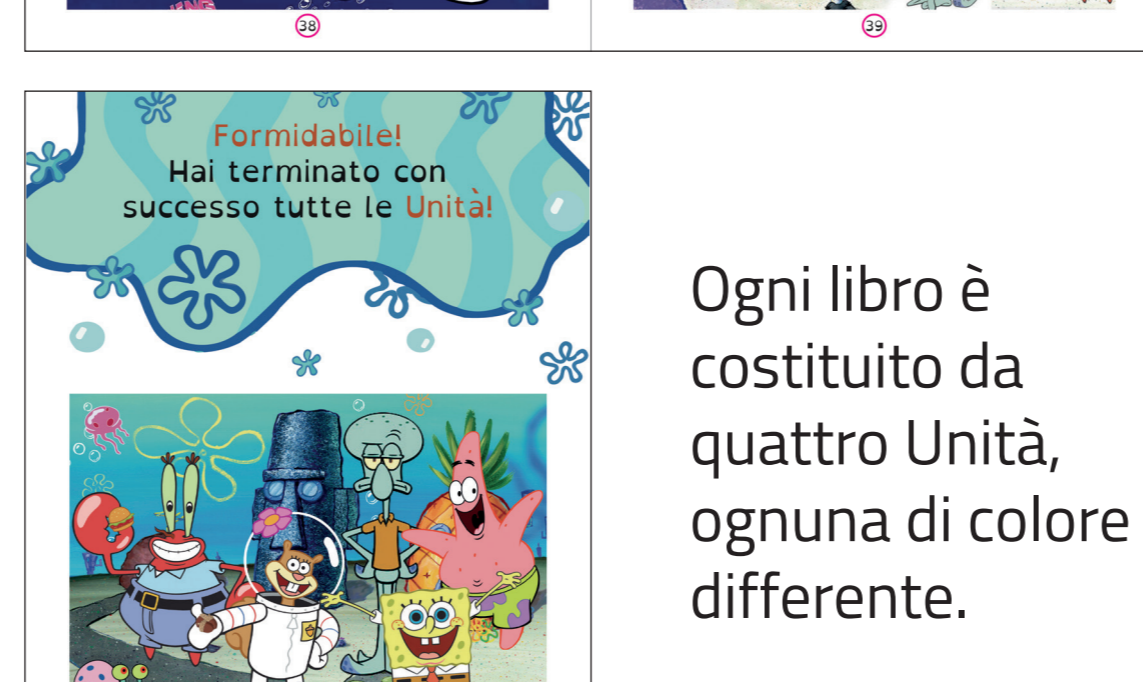 38
39
Formidabile!
Hai terminato con
successo tutte le Unità!
Ogni libro è
costituito da
quattro Unità,
ognuna di colore
differente.